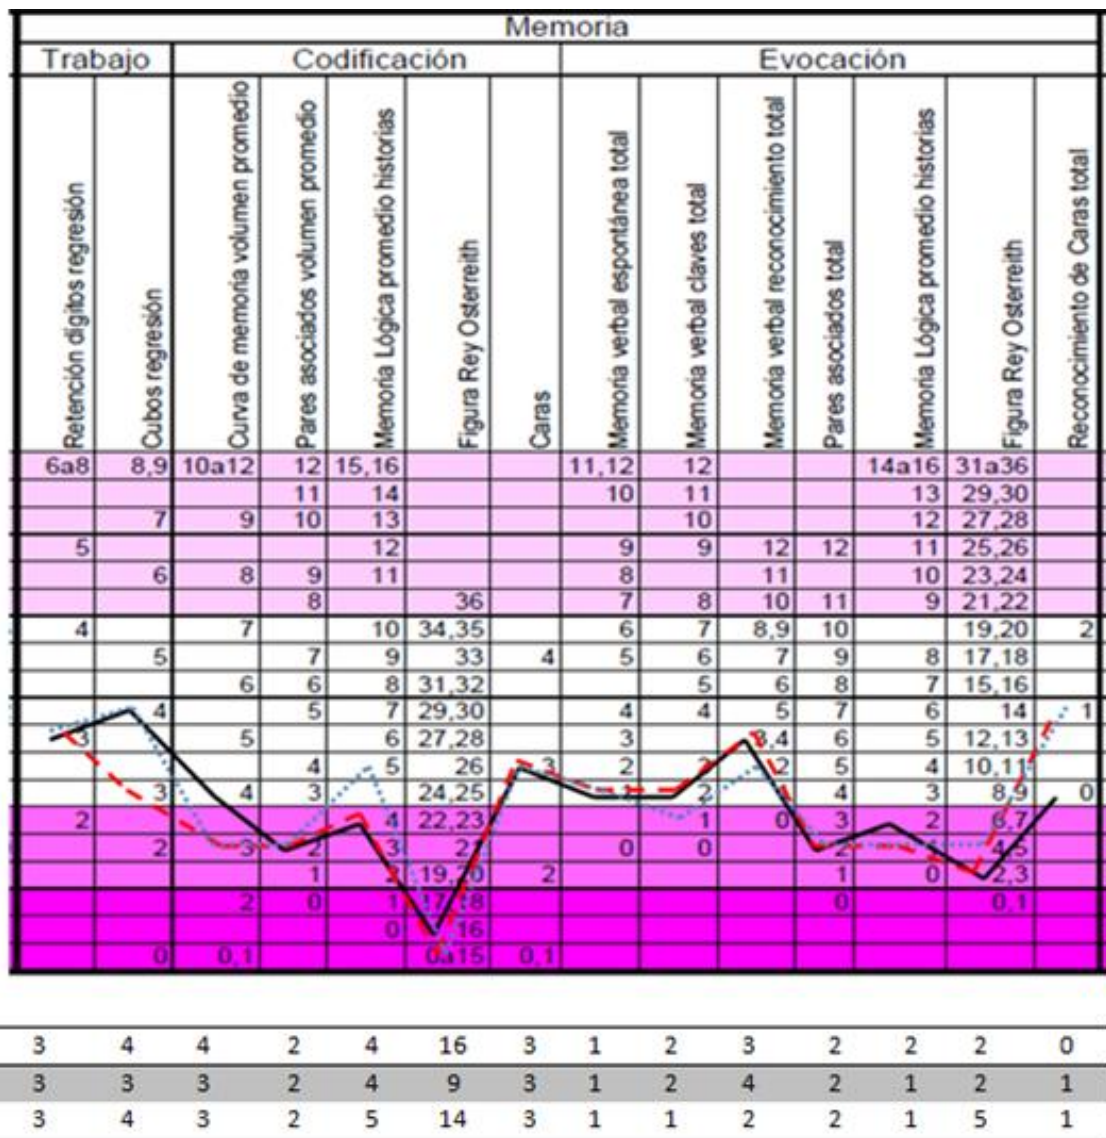 Memoria
Trabajo Codificación Evocación
Retención dígitos regresión
Cubos regresión
Curva de memoria volumen promedio
Pares asociados volumen promedio
Memoria Lógica promedio historias
Figura Rey Osterreith
Caras
Memoria verbal espontánea total
Memoria verbal claves total
Memoria verbal reconocimiento total
Pares asociados total
Memoria Lógica promedio historias
Figura Rey Osterreith
Reconocimiento de Caras total
6a8 8,9 10a12 12 15,16 11,12 12 14a16 31a36
11 14 10 11 13 29,30
7 9 10 13 10 12 27,28
5 12 9 9 12 12 11 25,26
6 8 9 11 8 11 10 23,24
8 36 7 8 10 11 9 21,22
4 7 10 34,35 6 7 8,9 10 19,20 2
5 7 9 33 4 5 6 7 9 8 17,18
6 6 8 31,32 5 6 8 7 15,16
4 5 7 29,30 4 4 5 7 6 14 1
3 5 6 27,28 3 3,4 6 5 12,13
4 5 26 3 2 2 5 4 10,11
3 4 3 24,25 1 2 4 3 8,9 0
2 4 22,23 1 0 3 2 6,7
2 3 2 3 21 0 0 2 4,5
1 2 19,20 2 1 0 2,3
2 0 1 17,18 0 0,1
0 16
0 0,1 0a15 0,1
3 4 4 2 4 16 3 1 2 3 2 2 2 0
3 3 3 2 4 9 3 1 2 4 2 1 2 1
3 4 3 2 5 14 3 1 1 2 2 1 5 1